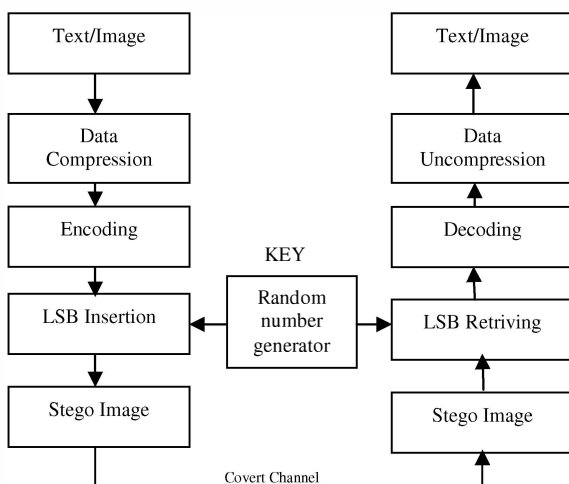 Text/Image
Data
Compression
Encoding
LSB Insertion
Stego Image
KEY
Random
number
generator
Text/Image
Data
Uncompression
Decoding
LSB Retriving
Stego Image
Covert Channel